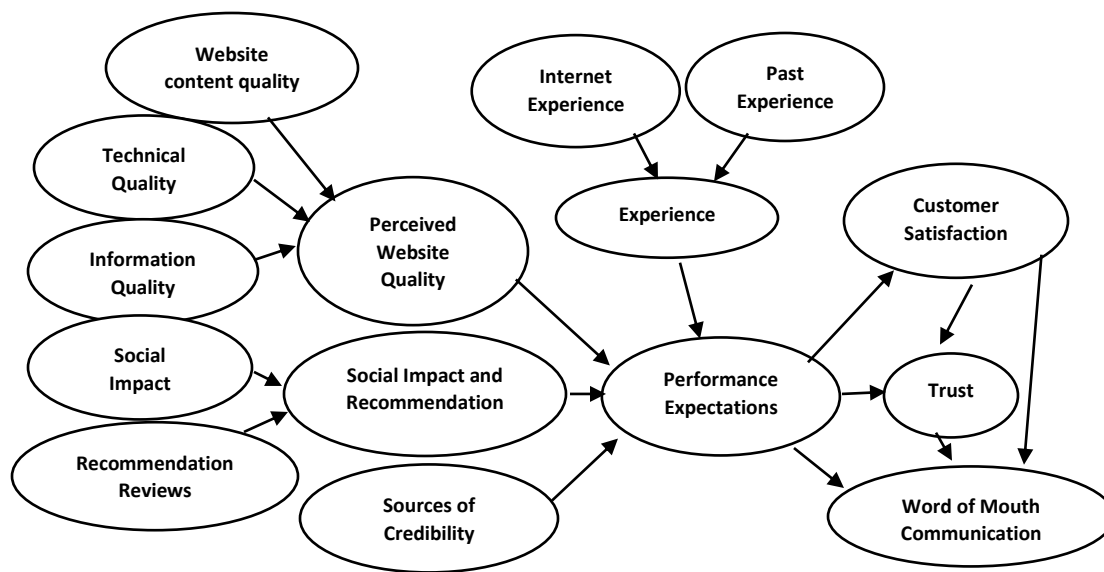 Website
content quality
Internet
Experience
Past
Experience
Technical
Quality
Experience
Customer
Satisfaction
Perceived
Website
Quality
Information
Quality
Social
Impact
Social Impact and
Recommendation
Performance
Expectations
Trust
Recommendation
Reviews
Sources of
Credibility
Word of Mouth
Communication